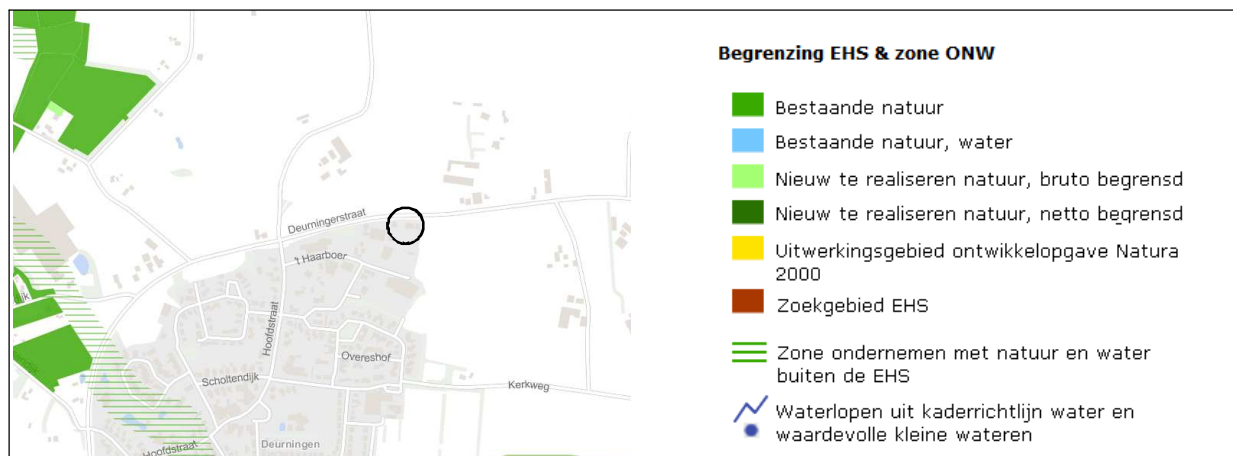 Begrenzing EHS & zone ONW
Bestaande natuur
Bestaande natuur, water
Nieuw te realiseren natuur, bruto begrensd
Nieuw te realiseren natuur, netto begrensd
Uitwerkingsgebied ontwikkelopgave Natura
2000
Zoekgebied EHS
Zone ondernemen met natuur en water
buiten de EHS
Waterlopen uit kaderrichtlijn water en
waardevolle kleine wateren
Deurningerstraat
't Haarboer
Hoofdstraat
Overeshof
Scholtendijk
Kerkweg
Deurningen
Hoofdstraat